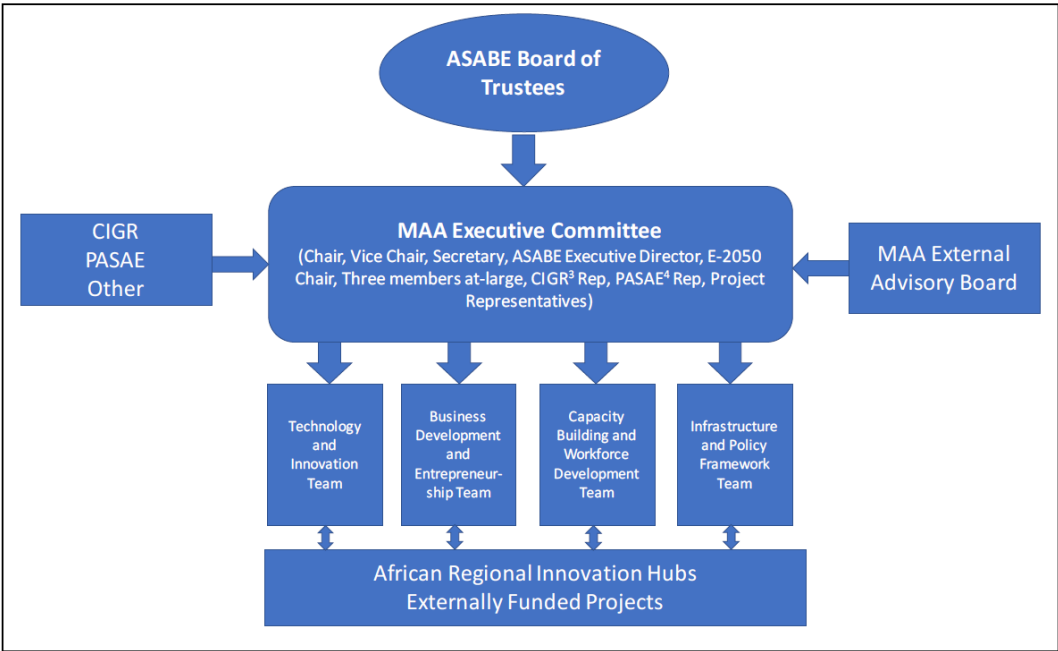 ASABE Board of
Trustees
MAA Executive Committee
(Chair, Vice Chair, Secretary, ASABE Executive Director, E-2050
Chair, Three members at-large, CIGR³ Rep, PASAE⁴ Rep, Project
Representatives)
CIGR
PASAE
Other
MAA External
Advisory Board
Technology
and
Innovation
Team
Business
Development
and
Entrepreneur-
ship Team
Capacity
Building and
Workforce
Development
Team
Infrastructure
and Policy
Framework
Team
African Regional Innovation Hubs
Externally Funded Projects